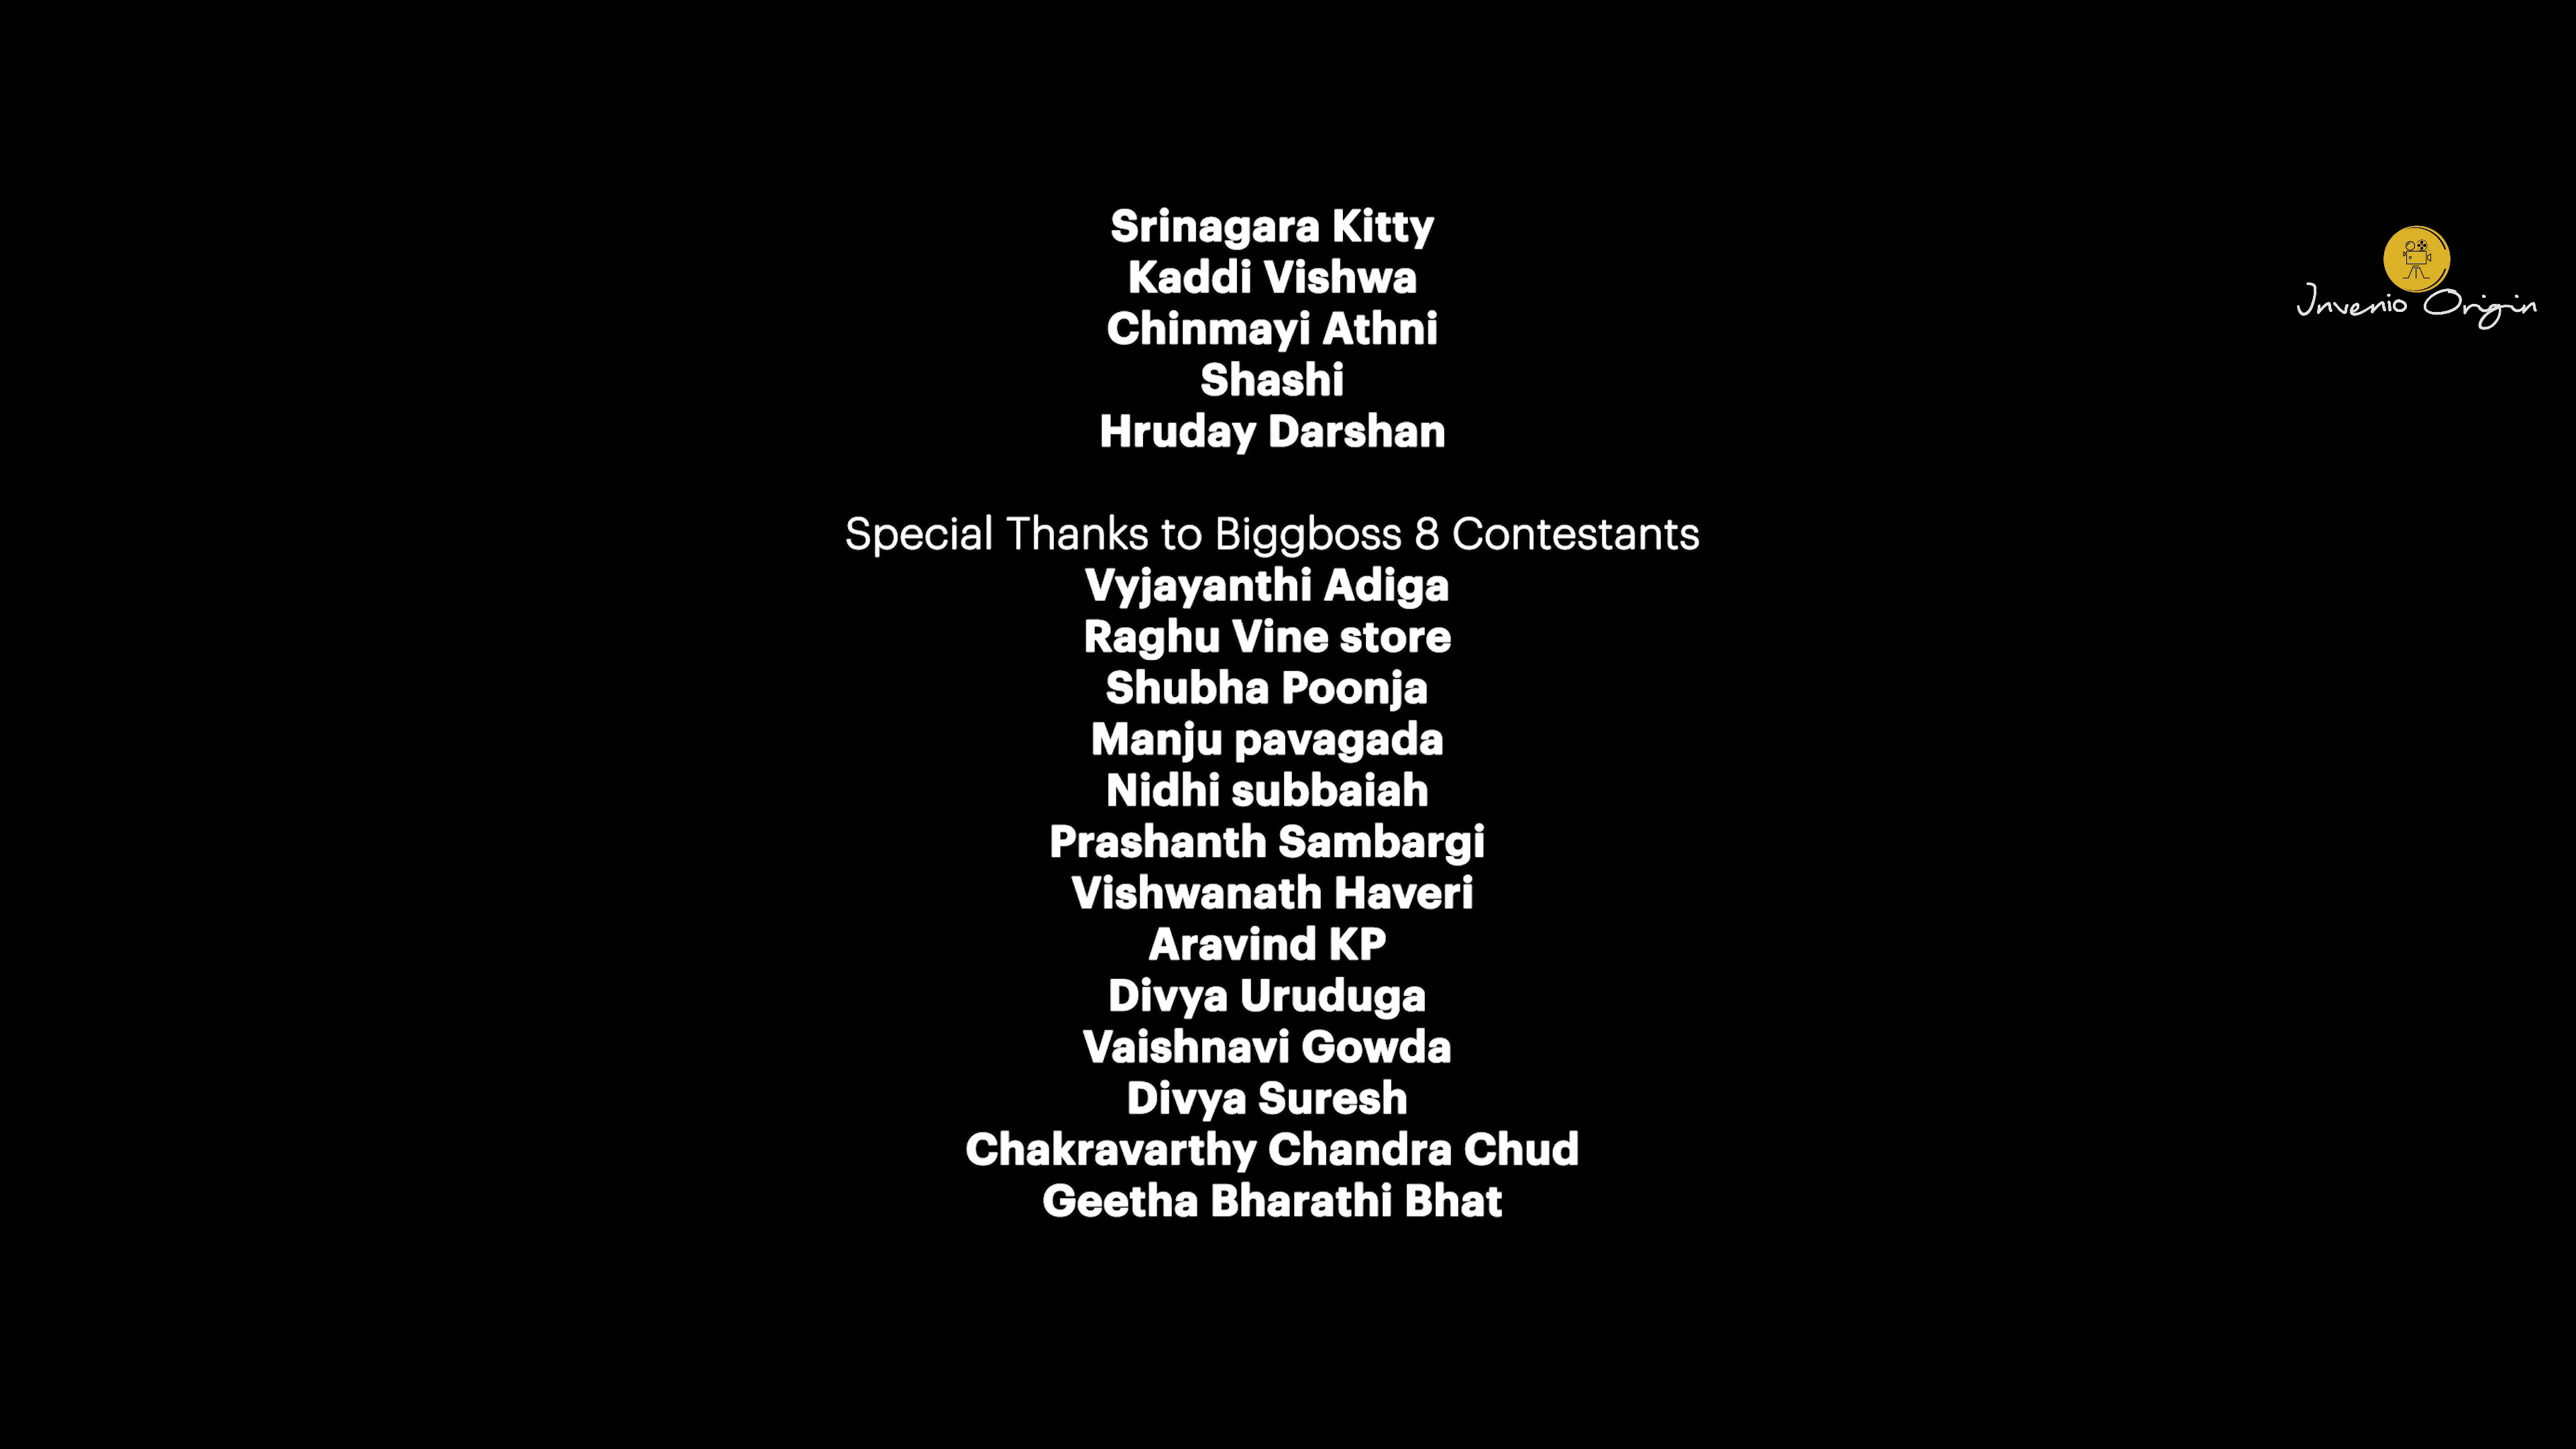 Srinagara Kitty
Kaddi Vishwa
Chinmayi Athni
Shashi
Hruday Darshan
Special Thanks to Biggboss 8 Contestants
Vyjayanthi Adiga
Raghu Vine store
Shubha Poonja
Manju pavagada
Nidhi subbaiah
Prashanth Sambargi
Vishwanath Haveri
Aravind KP
Divya Uruduga
Vaishnavi Gowda
Divya Suresh
Chakravarthy Chandra Chud
Geetha Bharathi Bhat
Invenio Origin